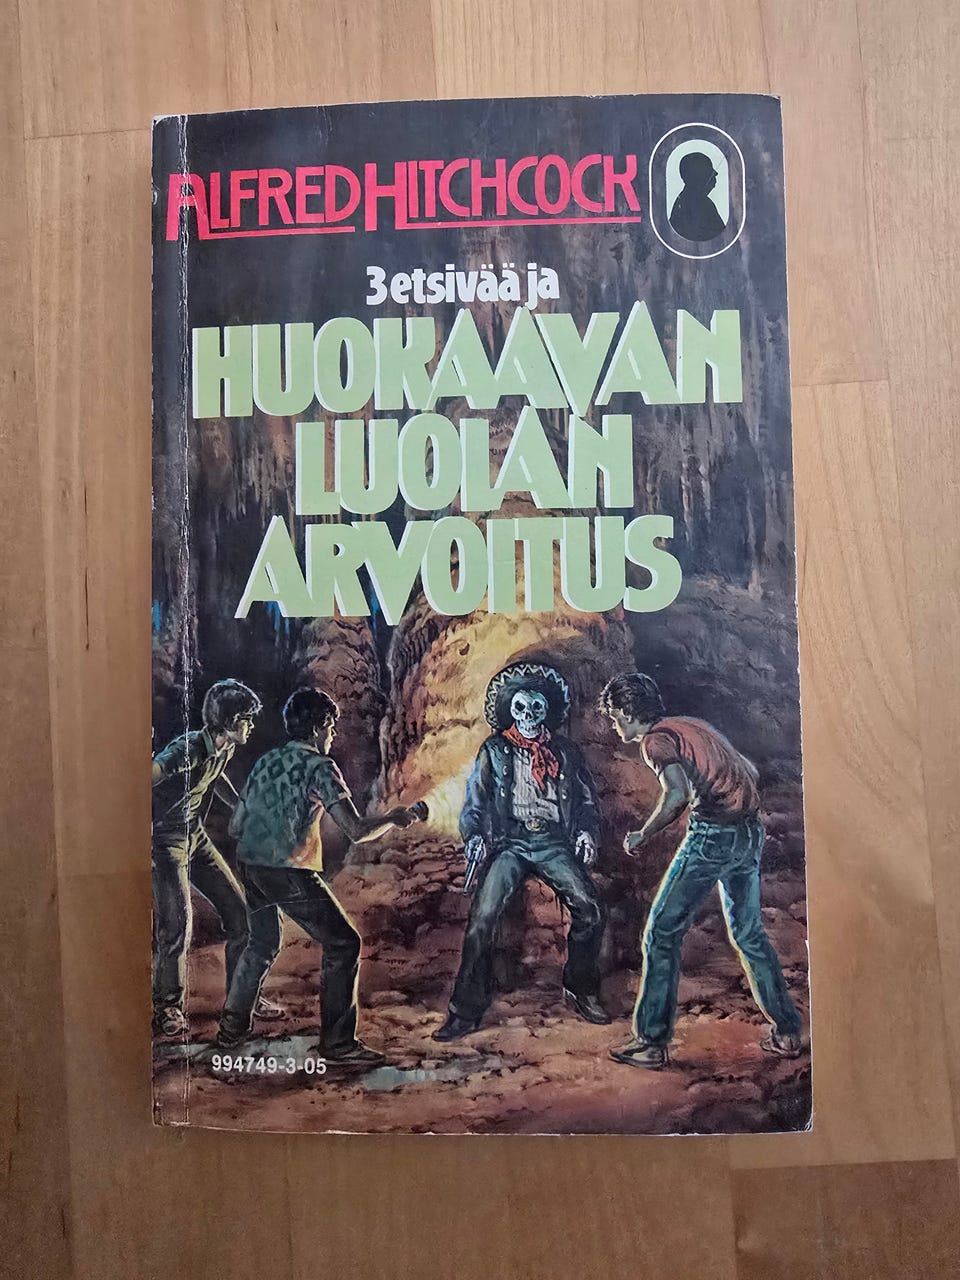 ALFRED HITCHCOCK
3 etsivää ja
HUOKAAVAN
LUOLAN
ARVOITUS
994749-3-05